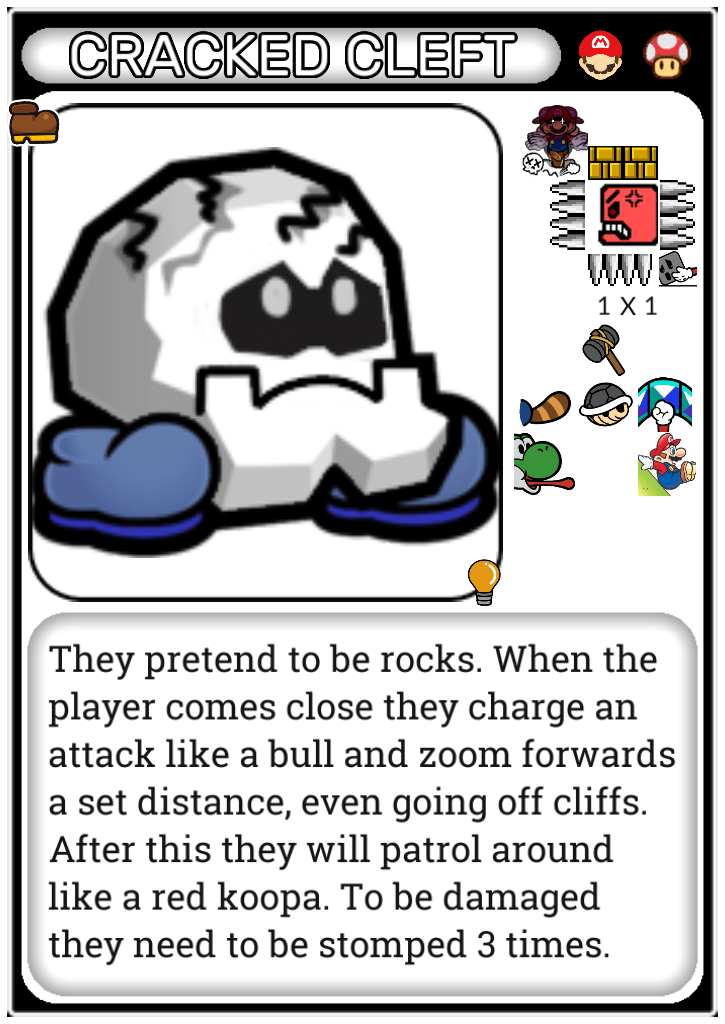 CRACKED CLEFT
1 X 1
They pretend to be rocks. When the
player comes close they charge an
attack like a bull and zoom forwards
a set distance, even going off cliffs.
After this they will patrol around
like a red koopa. To be damaged
they need to be stomped 3 times.